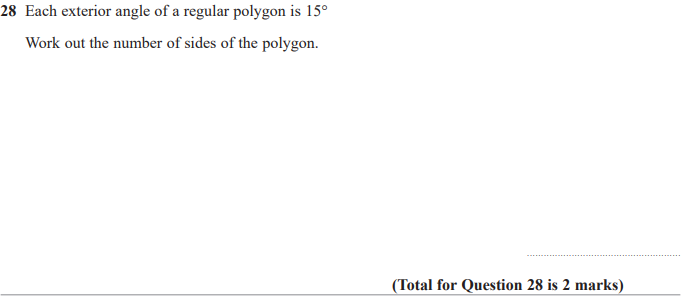 28 Each exterior angle of a regular polygon is 15°
Work out the number of sides of the polygon.
(Total for Question 28 is 2 marks)